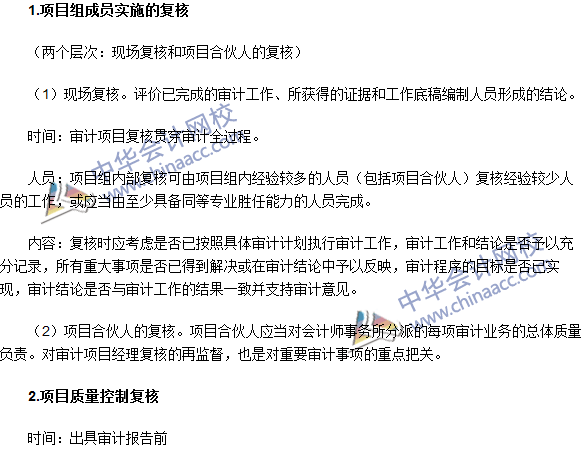 1.项目组成员实施的复核
（两个层次：现场复核和项目合伙人的复核）
（1）现场复核。评价已完成的审计工作、所获得的证据和工作底稿编制人员形成的结论。
时间：审计项目复核贯穿审计全过程。
人员：项目组内部复核可由项目组内经验较多的人员（包括项目合伙人）复核经验较少人
员的工作，或应当由至少具备同等专业胜任能力的人员完成。
内容：复核时应考虑是否已按照具体审计计划执行审计工作，审计工作和结论是否予以充
分记录，所有重大事项是否已得到解决或在审计结论中予以反映，审计程序的目标是否已实
现，审计结论是否与审计工作的结果一致并支持审计意见。
（2）项目合伙人的复核。项目合伙人应当对会计师事务所分派的每项审计业务的总体质量
负责。对审计项目经理复核的再监督，也是对重要审计事项的重点把关。
2.项目质量控制复核
时间：出具审计报告前
中华会计网校
www.chinaacc.com
中华会计网校
www.chinaacc.com